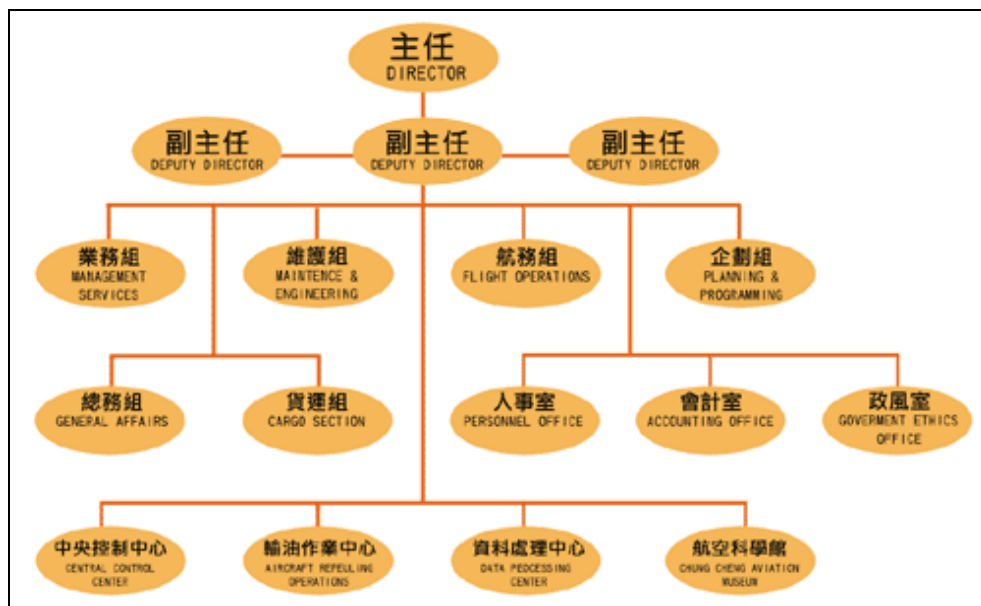 主任
DIRECTOR
副主任
DEPUTY DIRECTOR
副主任
DEPUTY DIRECTOR
副主任
DEPUTY DIRECTOR
業務組
MANAGEMENT
SERVICES
維護組
MAINTENCE &
ENGINEERING
航務組
FLIGHT OPERATIONS
企劃組
PLANNING &
PROGRAMMING
總務組
GENERAL AFFAIRS
貨運組
CARGO SECTION
人事室
PERSONNEL OFFICE
會計室
ACCOUNTING OFFICE
政風室
GOVERMENT ETHICS
OFFICE
中央控制中心
CENTRAL CONTROL
CENTER
輸油作業中心
AIRCRAFT REFELLING
OPERATIONS
資料處理中心
DATA PEOCESSING
CENTER
航空科學館
CHUNG CHENG AVIATION
MUSEUM